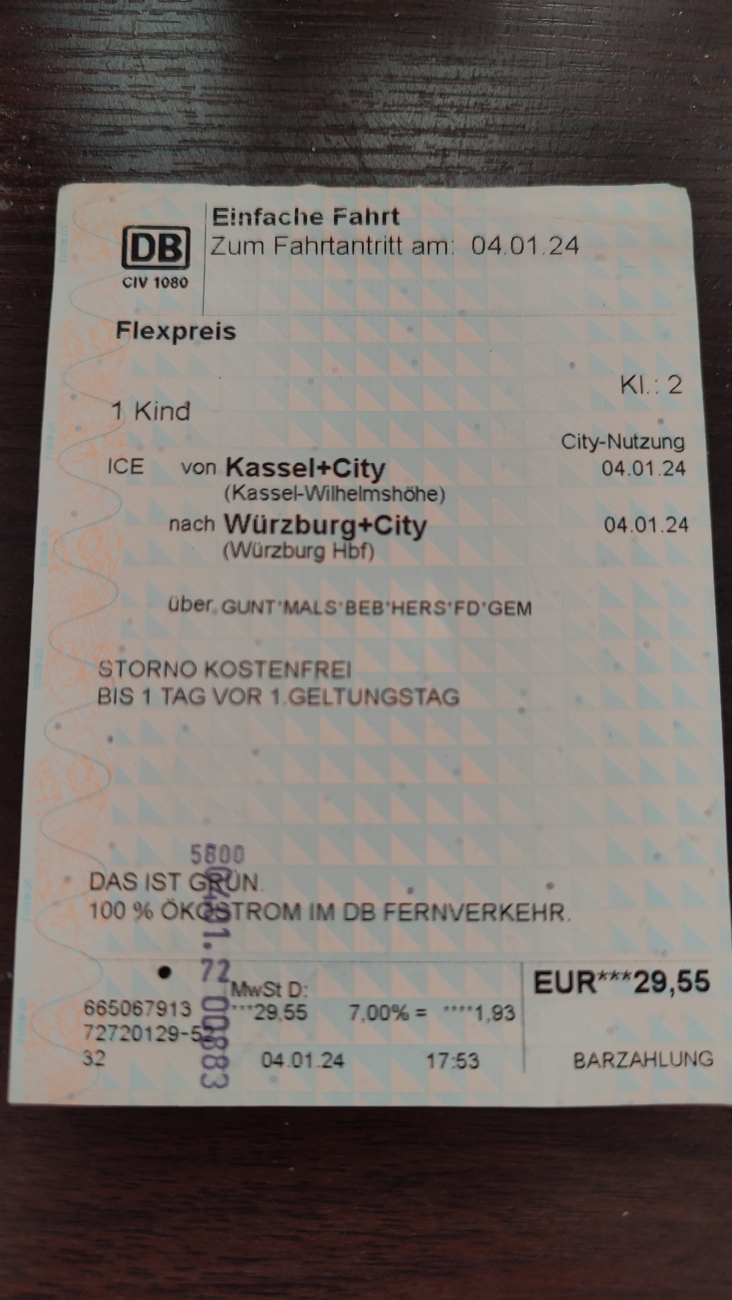 DB
CIV 1080
Einfache Fahrt
Zum Fahrtantritt am: 04.01.24
Flexpreis
Kl.: 2
1 Kind
City-Nutzung
ICE von Kassel+City 04.01.24
(Kassel-Wilhelmshöhe)
nach Würzburg+City 04.01.24
(Würzburg Hbf)
über GUNT*MALS*BEB*HERS*FD*GEM
STORNO KOSTENFREI
BIS 1 TAG VOR 1.GELTUNGSTAG
5800
DAS IST GRÜN.
100 % ÖKOSTROM IM DB FERNVERKEHR.
72 00883
MwSt D:
EUR***29,55
665067913 ***29,55 7,00% = ****1,93
32 04.01.24 17:53 BARZAHLUNG